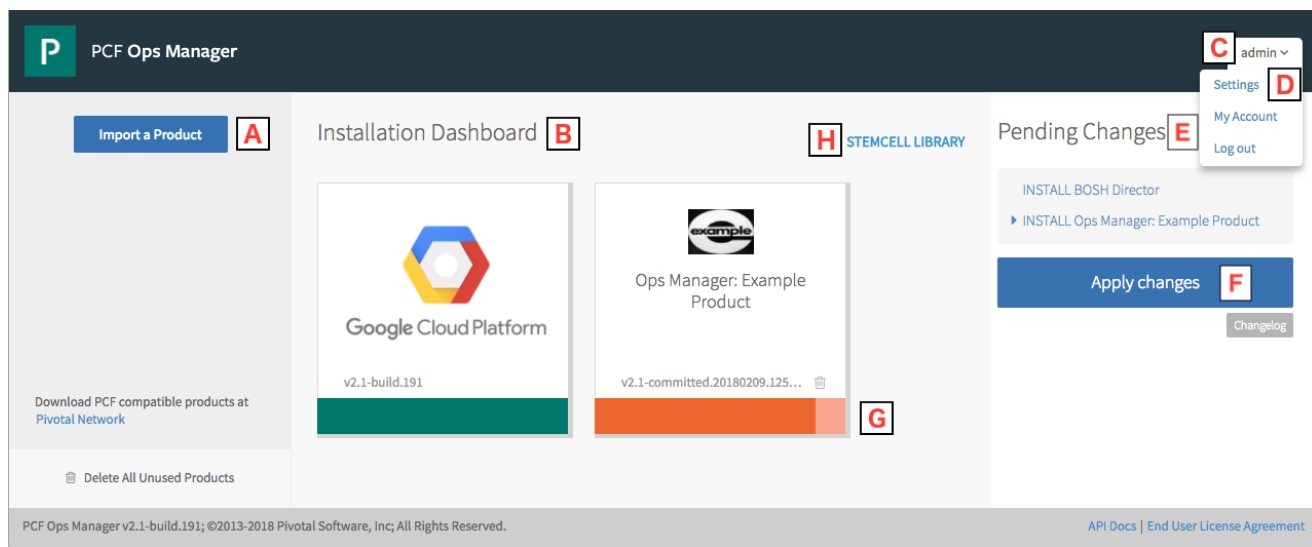 P
PCF Ops Manager
C
admin
Settings
D
My Account
Log out
Import a Product
A
Download PCF compatible products at
Pivotal Network
Delete All Unused Products
Installation Dashboard
B
H
STEMCELL LIBRARY
Google Cloud Platform
v2.1-build.191
example
Ops Manager: Example
Product
v2.1-committed.20180209.125...
G
Pending Changes
E
INSTALL BOSH Director
INSTALL Ops Manager: Example Product
Apply changes
F
Changelog
PCF Ops Manager v2.1-build.191; ©2013-2018 Pivotal Software, Inc; All Rights Reserved.
API Docs | End User License Agreement